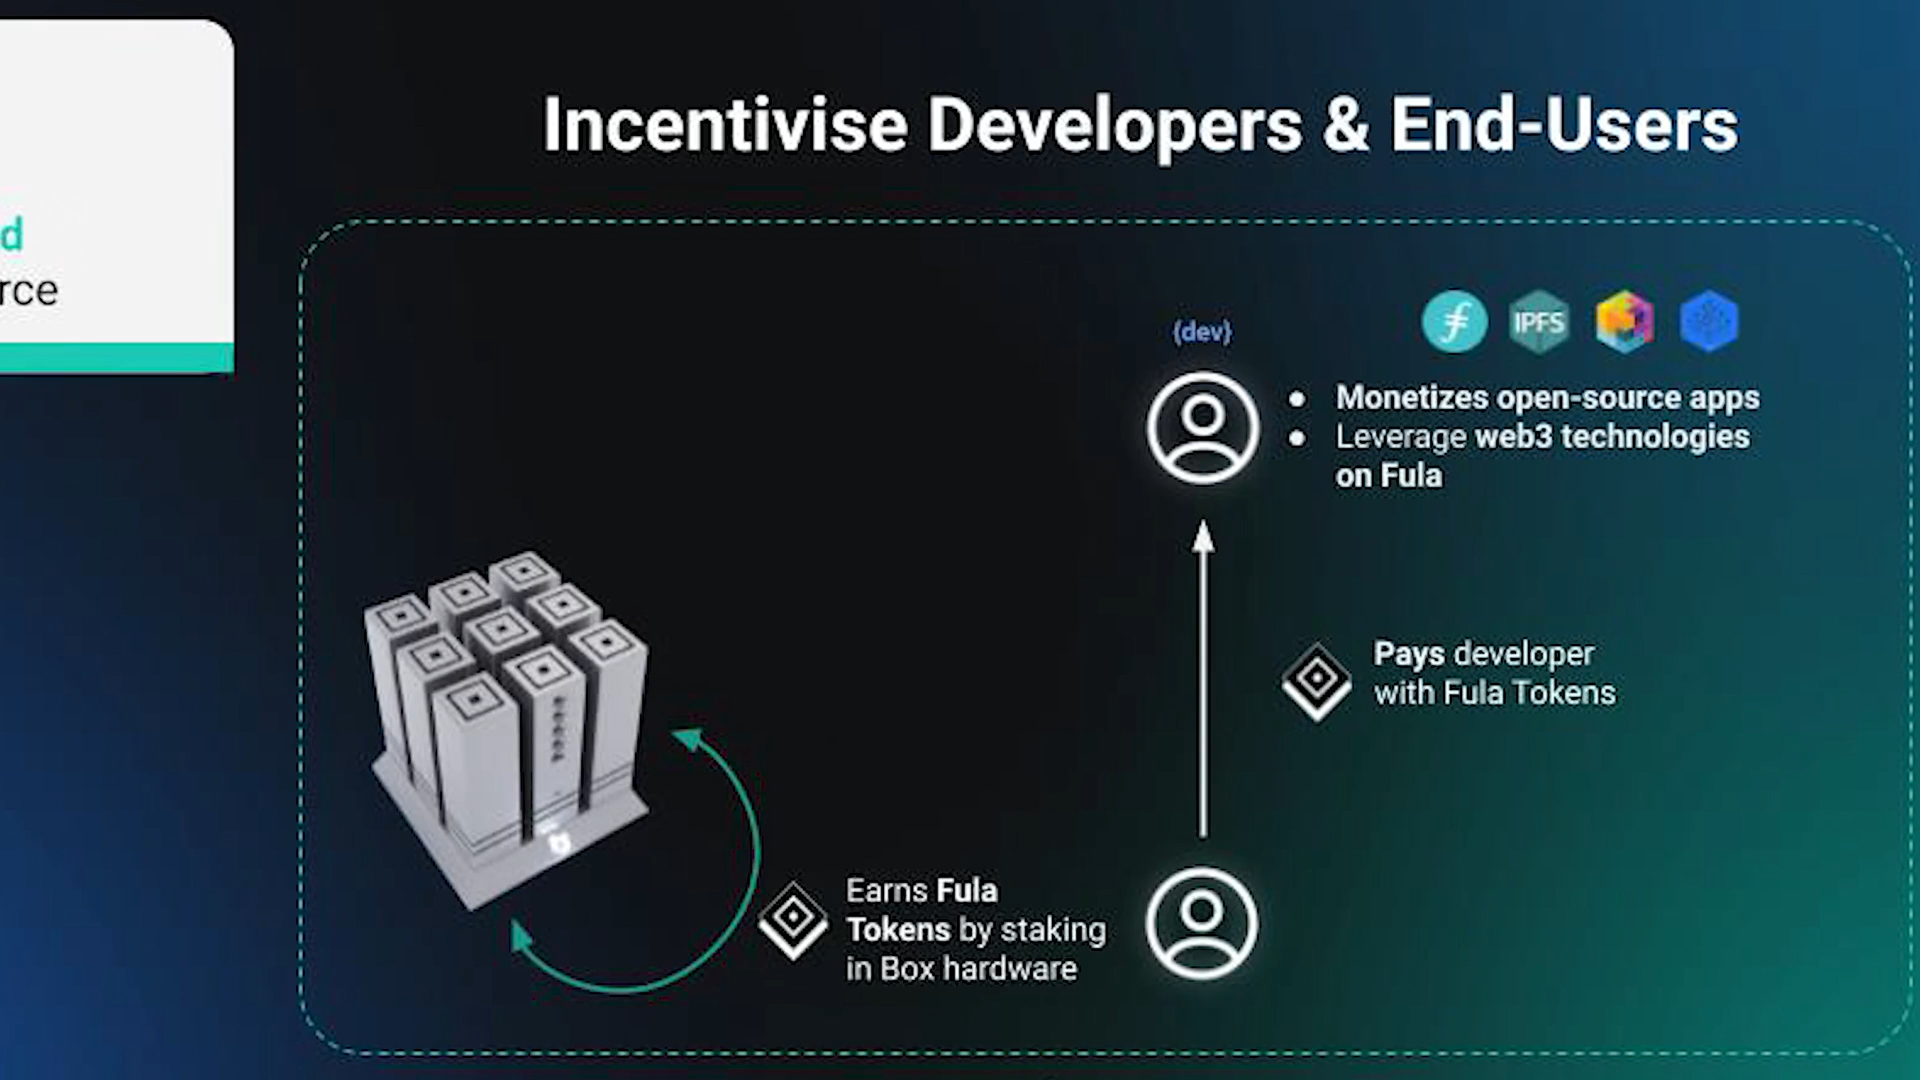 d
rce
Incentivise Developers & End-Users
{dev}
IPFS
Monetizes open-source apps
Leverage web3 technologies
on Fula
Pays developer
with Fula Tokens
Earns Fula
Tokens by staking
in Box hardware